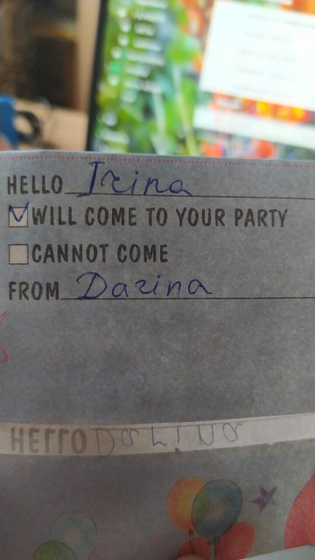 HELLO Irina
☑ WILL COME TO YOUR PARTY
☐ CANNOT COME
FROM Darina
HELLO